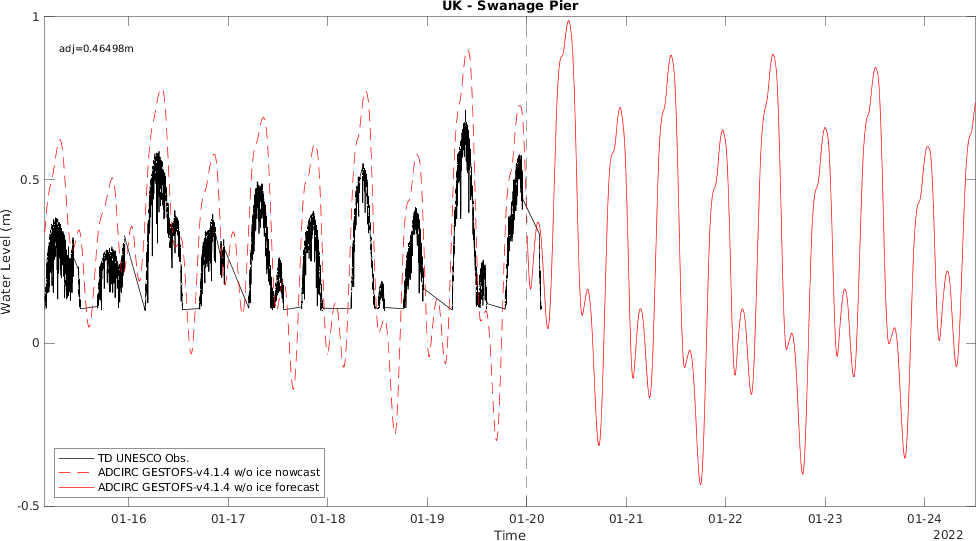 UK - Swanage Pier
adj=0.46498m
Water Level (m)
1
0.5
0
-0.5
TD UNESCO Obs.
ADCIRC GESTOFS-v4.1.4 w/o ice nowcast
ADCIRC GESTOFS-v4.1.4 w/o ice forecast
01-16 01-17 01-18 01-19 01-20 01-21 01-22 01-23 01-24
Time
2022